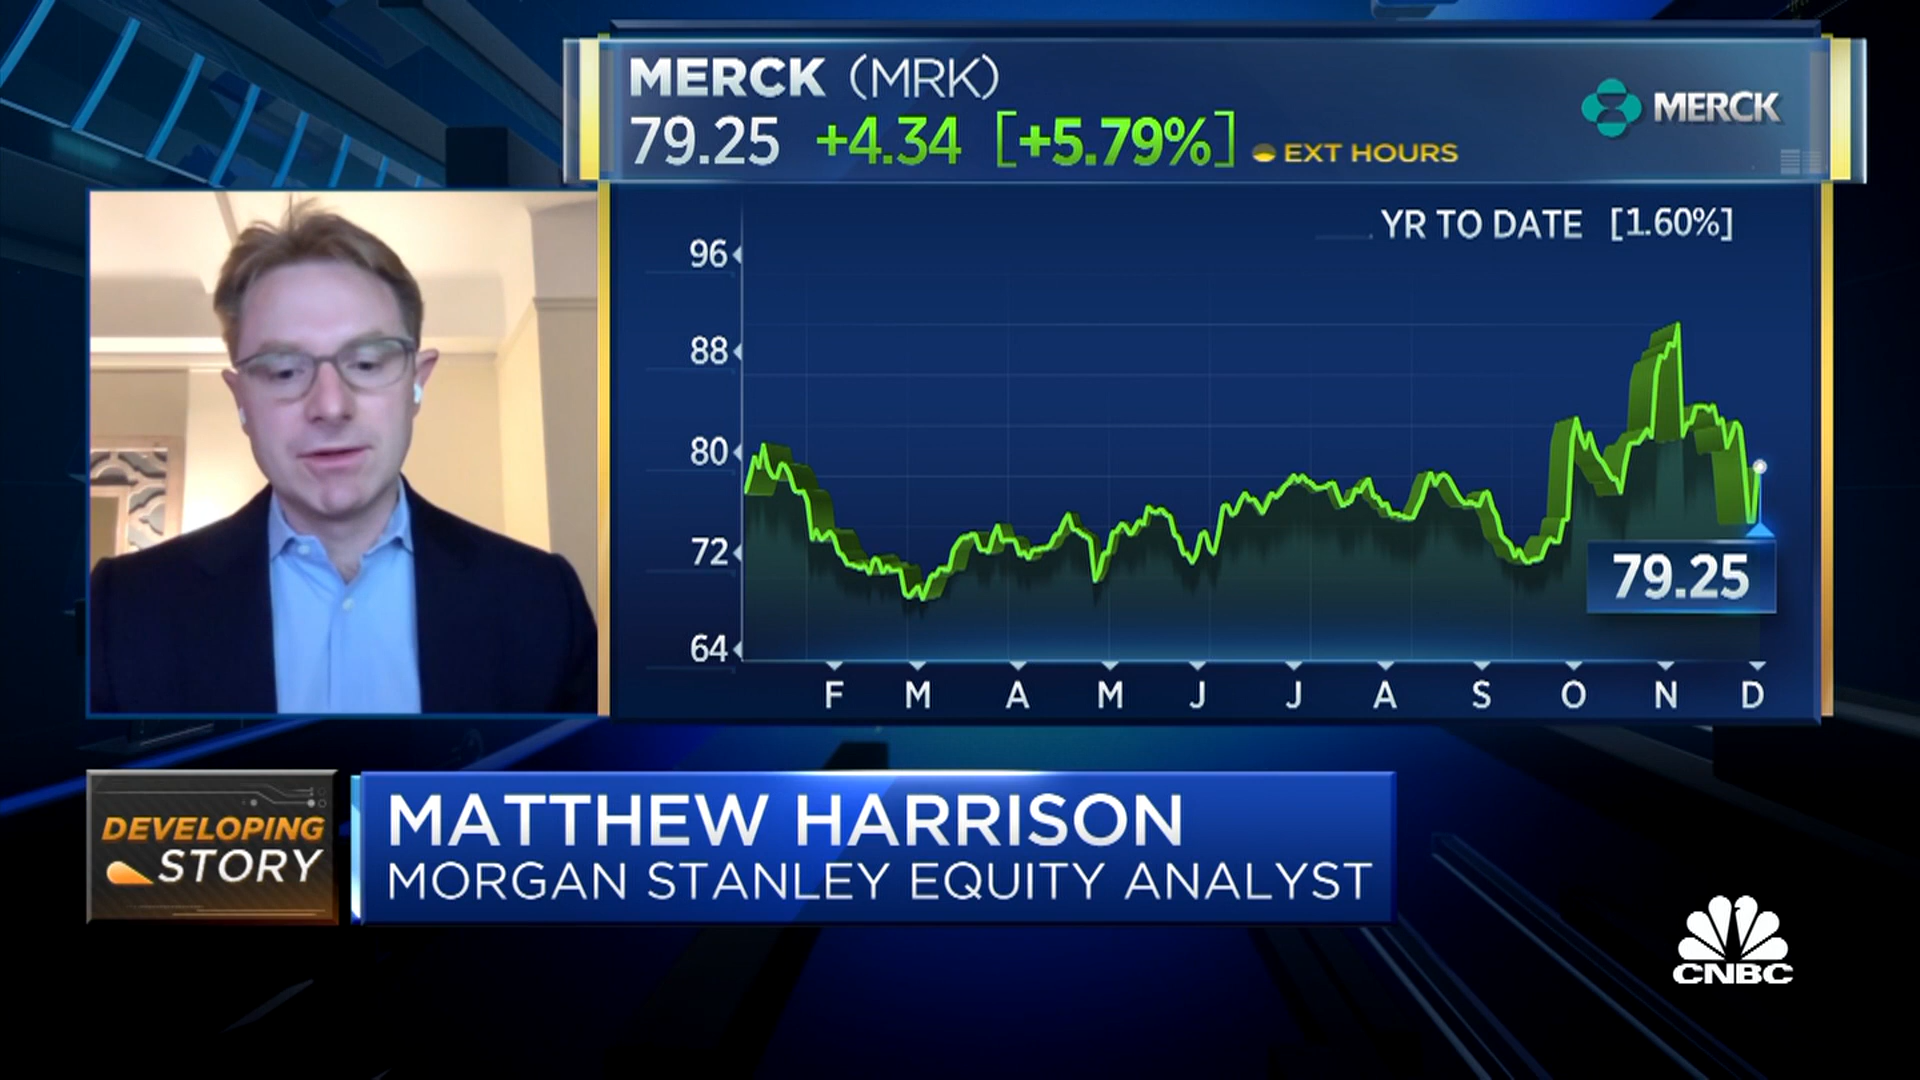 MERCK (MRK)
79.25 +4.34 [+5.79%] EXT HOURS
MERCK
YR TO DATE [1.60%]
96
88
80
72
64
79.25
F M A M J J A S O N D
DEVELOPING
STORY
MATTHEW HARRISON
MORGAN STANLEY EQUITY ANALYST
CNBC